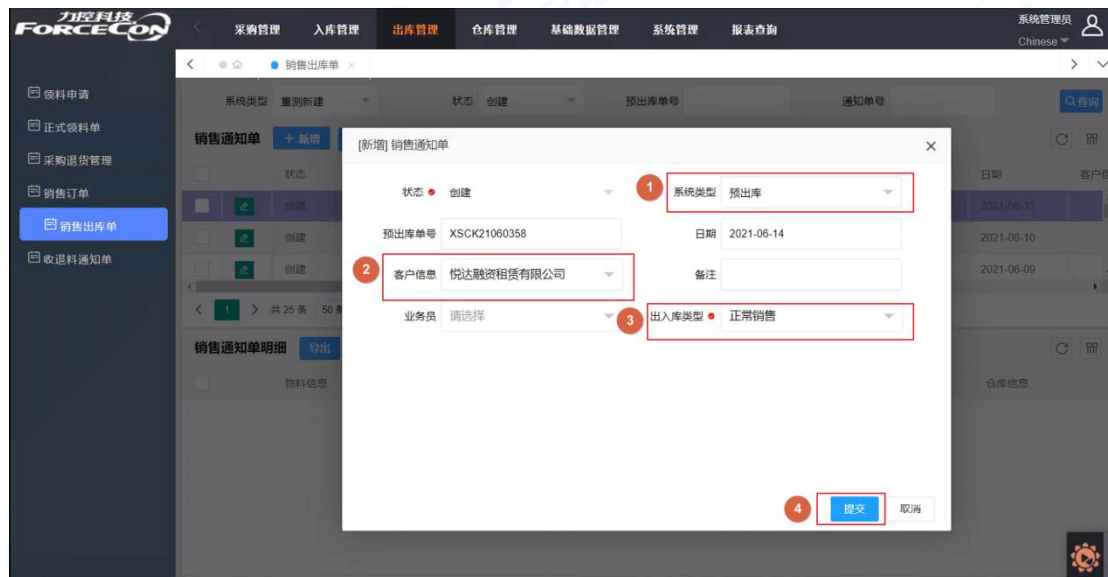 力控科技
FORCECON
采购管理 入库管理 出库管理 仓库管理 基础数据管理 系统管理 报表查询
系统管理员
Chinese
销售出库单 ×
领料申请
正式领料单
采购退货管理
销售订单
销售出库单
收退料通知单
系统类型 重测新建 状态 创建 预出库单号 通知单号 查询
销售通知单 + 新增
状态 日期
创建 2021-06-12
创建 2021-06-10
创建 2021-06-09
< 1 > 共 25 条
销售通知单明细 导出
物料信息 仓库信息
[新增] 销售通知单 ×
状态 创建 1 系统类型 预出库
预出库单号 XSCK21060358 日期 2021-06-14
2 客户信息 悦达融资租赁有限公司 备注
业务员 请选择 3 出入库类型 正常销售
4 提交 取消